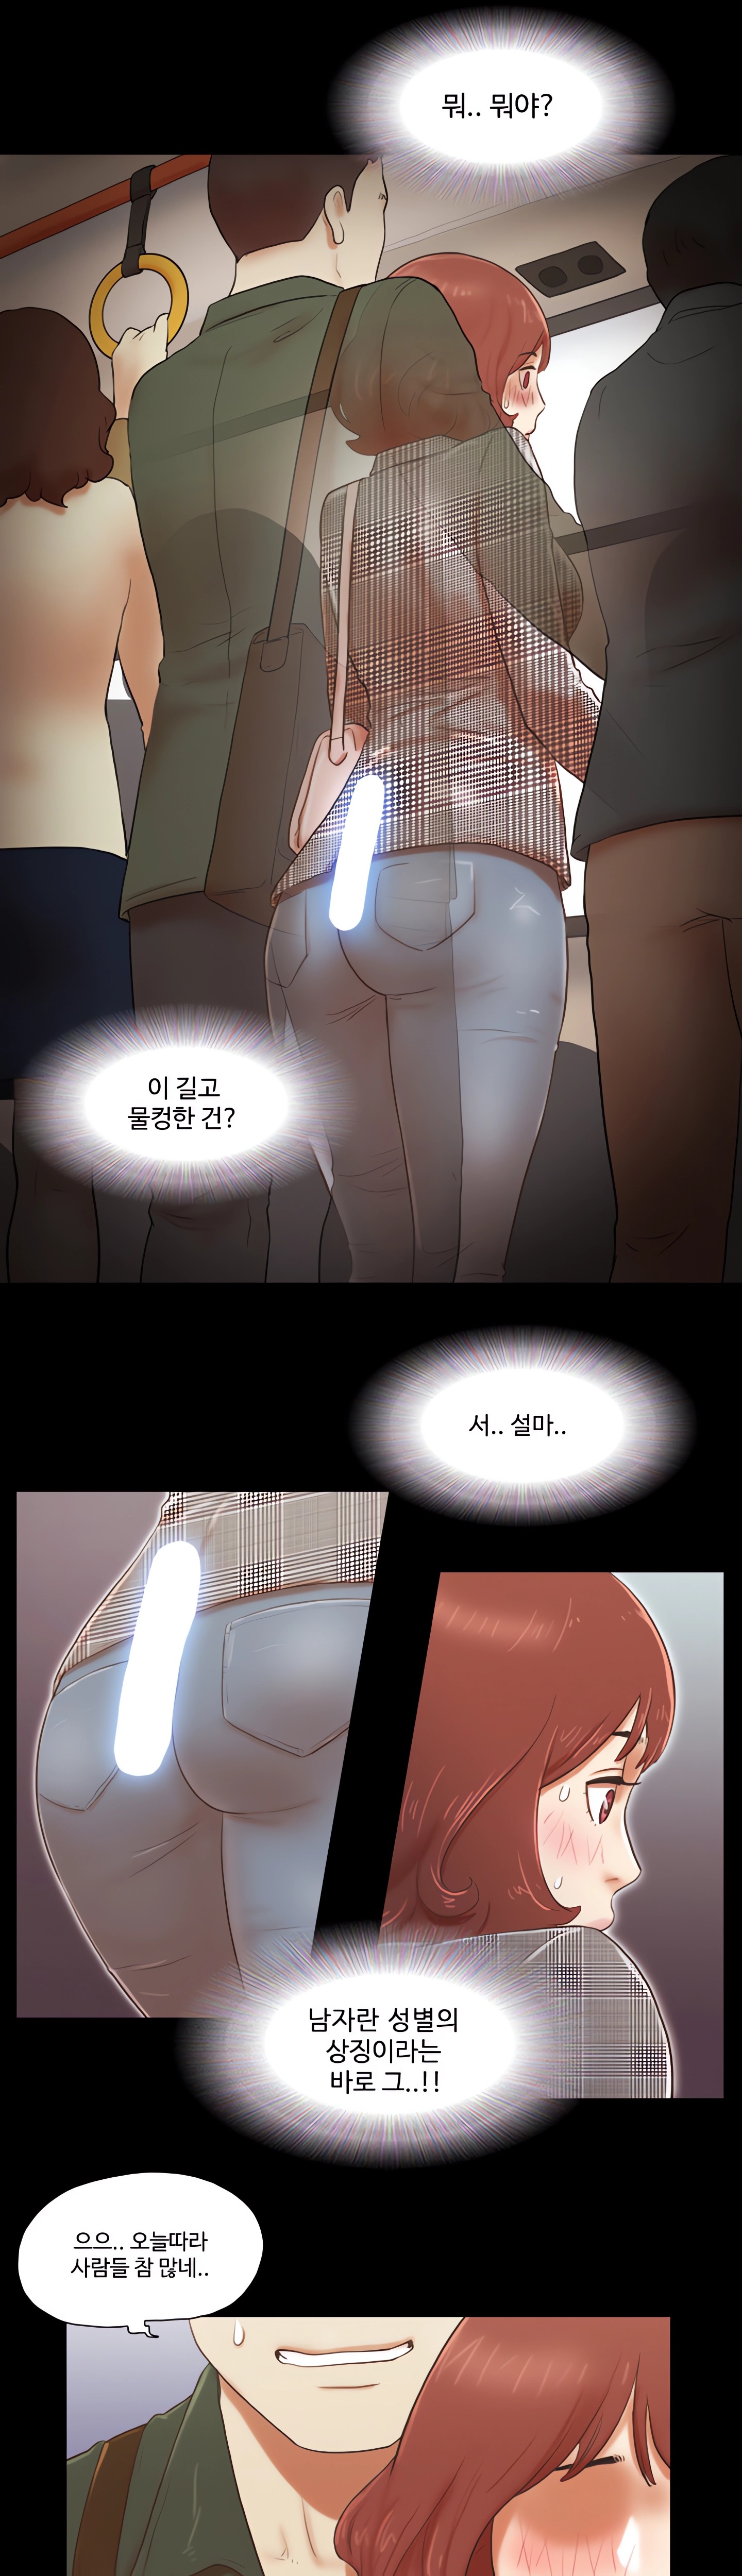 뭐.. 뭐야?
이 길고
물컹한 건?
서.. 설마..
남자란 성별의
상징이라는
바로 그..!!
으으.. 오늘따라
사람들 참 많네..